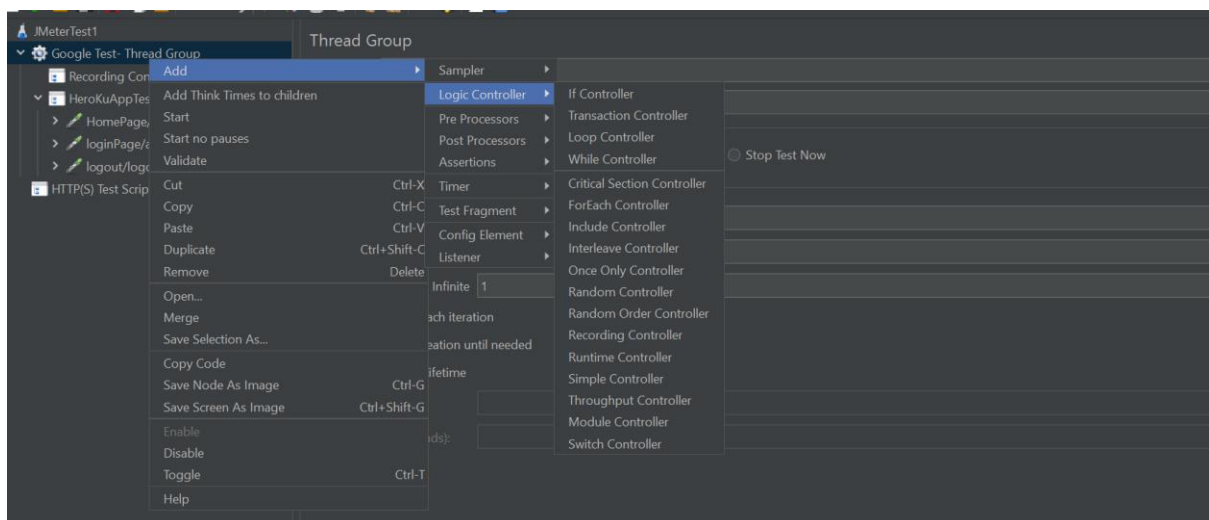 JMeterTest1
Google Test- Thread Group
Recording Con
HeroKuAppTes
HomePage/
loginPage/a
logout/logo
HTTP(S) Test Scrip
Thread Group
Add
Add Think Times to children
Start
Start no pauses
Validate
Cut Ctrl-X
Copy Ctrl-C
Paste Ctrl-V
Duplicate Ctrl+Shift-C
Remove Delete
Open...
Merge
Save Selection As...
Copy Code
Save Node As Image Ctrl-G
Save Screen As Image Ctrl+Shift-G
Enable
Disable
Toggle Ctrl-T
Help
Sampler
Logic Controller
Pre Processors
Post Processors
Assertions
Timer
Test Fragment
Config Element
Listener
If Controller
Transaction Controller
Loop Controller
While Controller
Critical Section Controller
ForEach Controller
Include Controller
Interleave Controller
Once Only Controller
Random Controller
Random Order Controller
Recording Controller
Runtime Controller
Simple Controller
Throughput Controller
Module Controller
Switch Controller
Stop Test Now
Infinite 1
ach iteration
eation until needed
ifetime
ds):